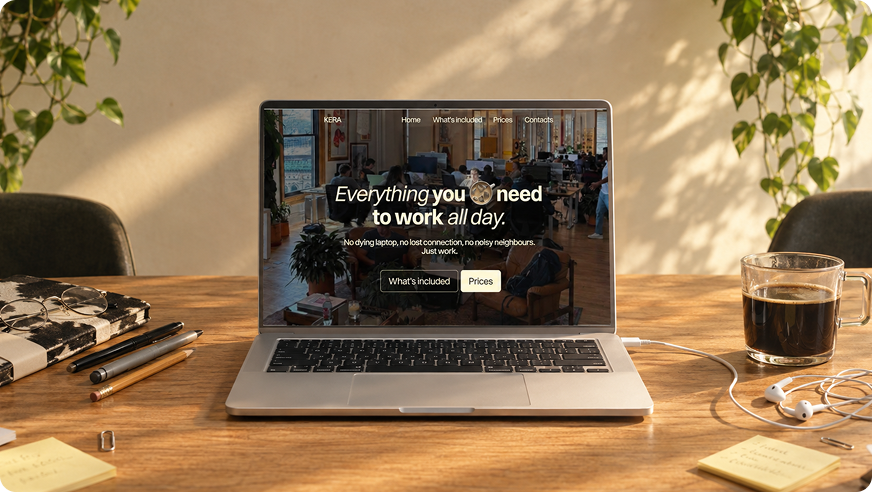 KERA Home What's included Prices Contacts
Everything you need
to work all day.
No dying laptop, no lost connection, no noisy neighbours.
Just work.
What's included Prices